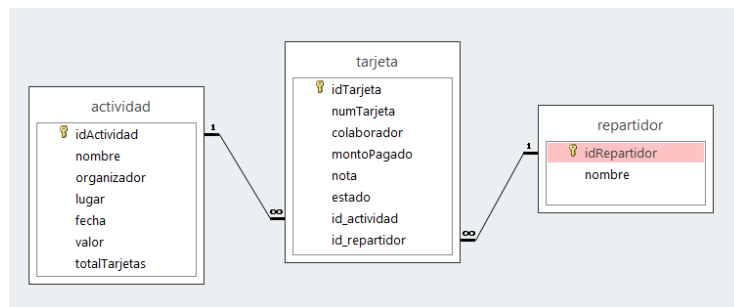 actividad
idActividad
nombre
organizador
lugar
fecha
valor
totalTarjetas
1
∞
tarjeta
idTarjeta
numTarjeta
colaborador
montoPagado
nota
estado
id_actividad
id_repartidor
1
∞
repartidor
idRepartidor
nombre